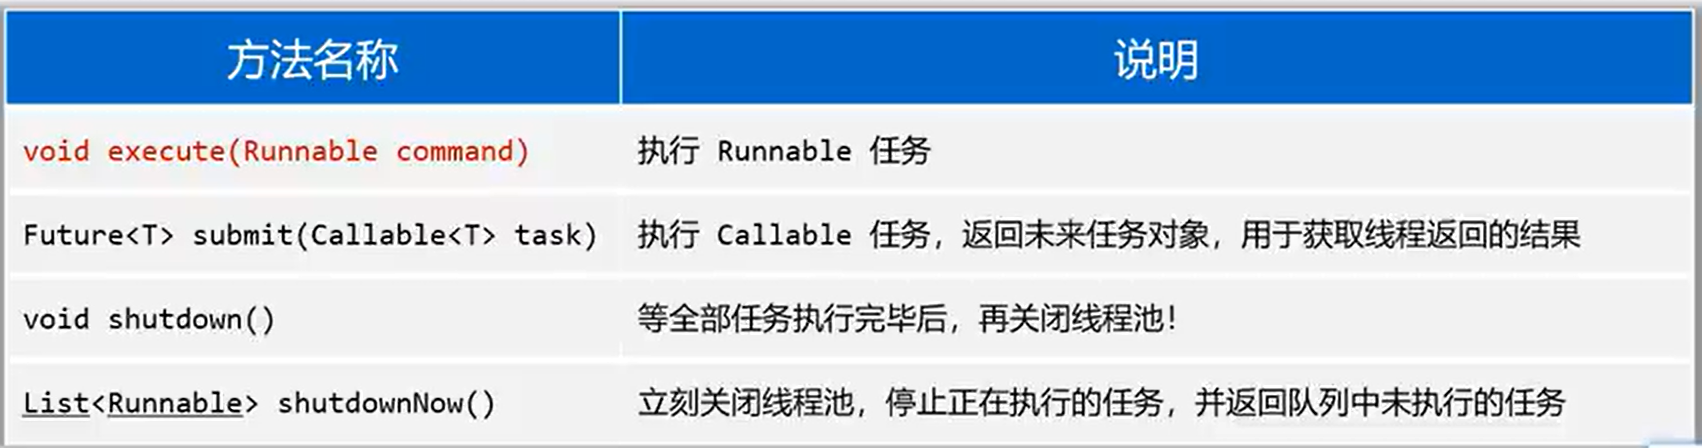 方法名称 说明
void execute(Runnable command) 执行 Runnable 任务
Future<T> submit(Callable<T> task) 执行 Callable 任务，返回未来任务对象，用于获取线程返回的结果
void shutdown() 等全部任务执行完毕后，再关闭线程池！
List<Runnable> shutdownNow() 立刻关闭线程池，停止正在执行的任务，并返回队列中未执行的任务